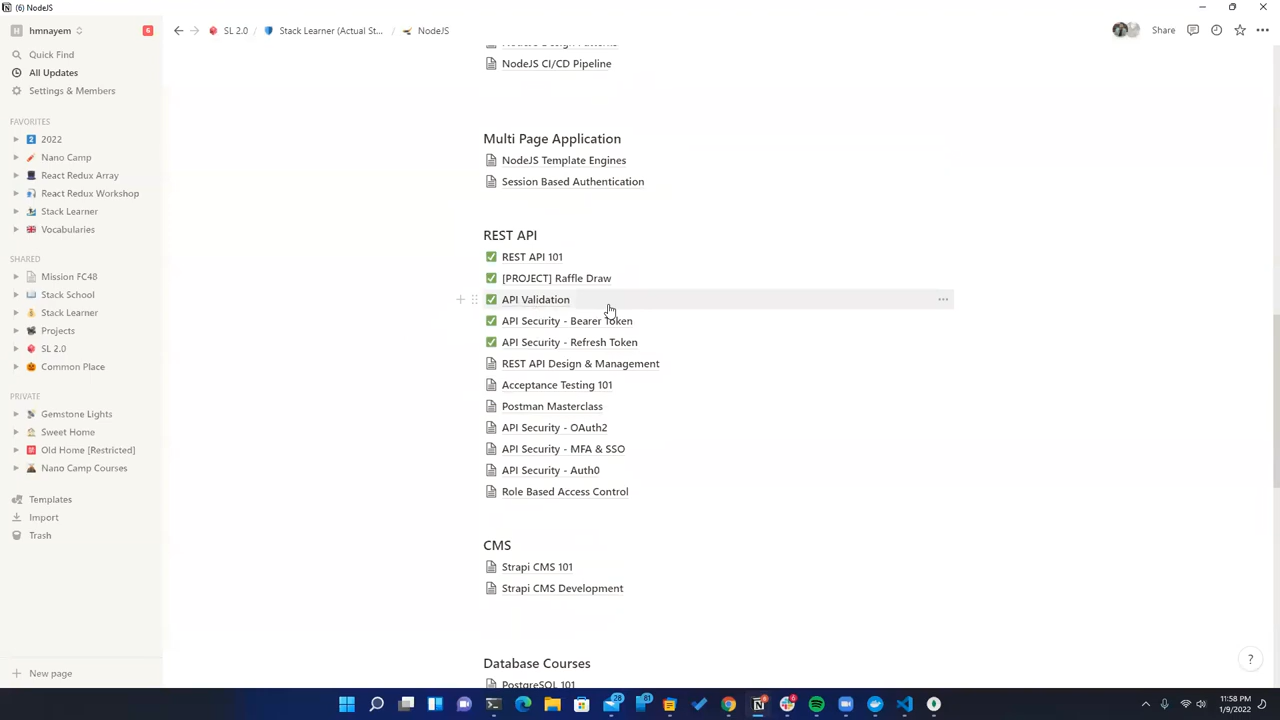 (6) NodeJS
hmnayem
6
SL 2.0 / Stack Learner (Actual St... / NodeJS
Share
Quick Find
All Updates
Settings & Members
FAVORITES
2022
Nano Camp
React Redux Array
React Redux Workshop
Stack Learner
Vocabularies
SHARED
Mission FC48
Stack School
Stack Learner
Projects
SL 2.0
Common Place
PRIVATE
Gemstone Lights
Sweet Home
Old Home [Restricted]
Nano Camp Courses
Templates
Import
Trash
New page
NodeJS Design Patterns
NodeJS CI/CD Pipeline
Multi Page Application
NodeJS Template Engines
Session Based Authentication
REST API
REST API 101
[PROJECT] Raffle Draw
API Validation
API Security - Bearer Token
API Security - Refresh Token
REST API Design & Management
Acceptance Testing 101
Postman Masterclass
API Security - OAuth2
API Security - MFA & SSO
API Security - Auth0
Role Based Access Control
CMS
Strapi CMS 101
Strapi CMS Development
Database Courses
PostgreSQL 101
?
28
81
11:58 PM
1/9/2022